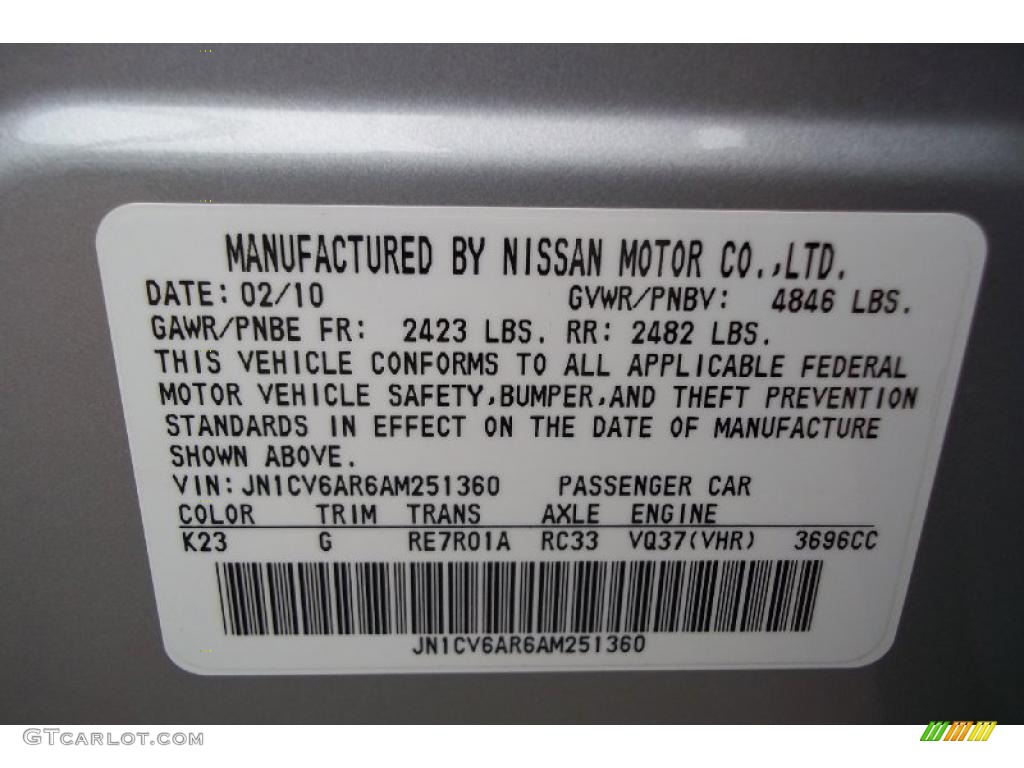 MANUFACTURED BY NISSAN MOTOR CO.,LTD.
DATE: 02/10 GVWR/PNBV: 4846 LBS.
GAWR/PNBE FR: 2423 LBS. RR: 2482 LBS.
THIS VEHICLE CONFORMS TO ALL APPLICABLE FEDERAL
MOTOR VEHICLE SAFETY,BUMPER,AND THEFT PREVENTION
STANDARDS IN EFFECT ON THE DATE OF MANUFACTURE
SHOWN ABOVE.
VIN: JN1CV6AR6AM251360 PASSENGER CAR
COLOR TRIM TRANS AXLE ENGINE
K23 G RE7R01A RC33 VQ37(VHR) 3696CC
JN1CV6AR6AM251360
GTCARLOT.COM